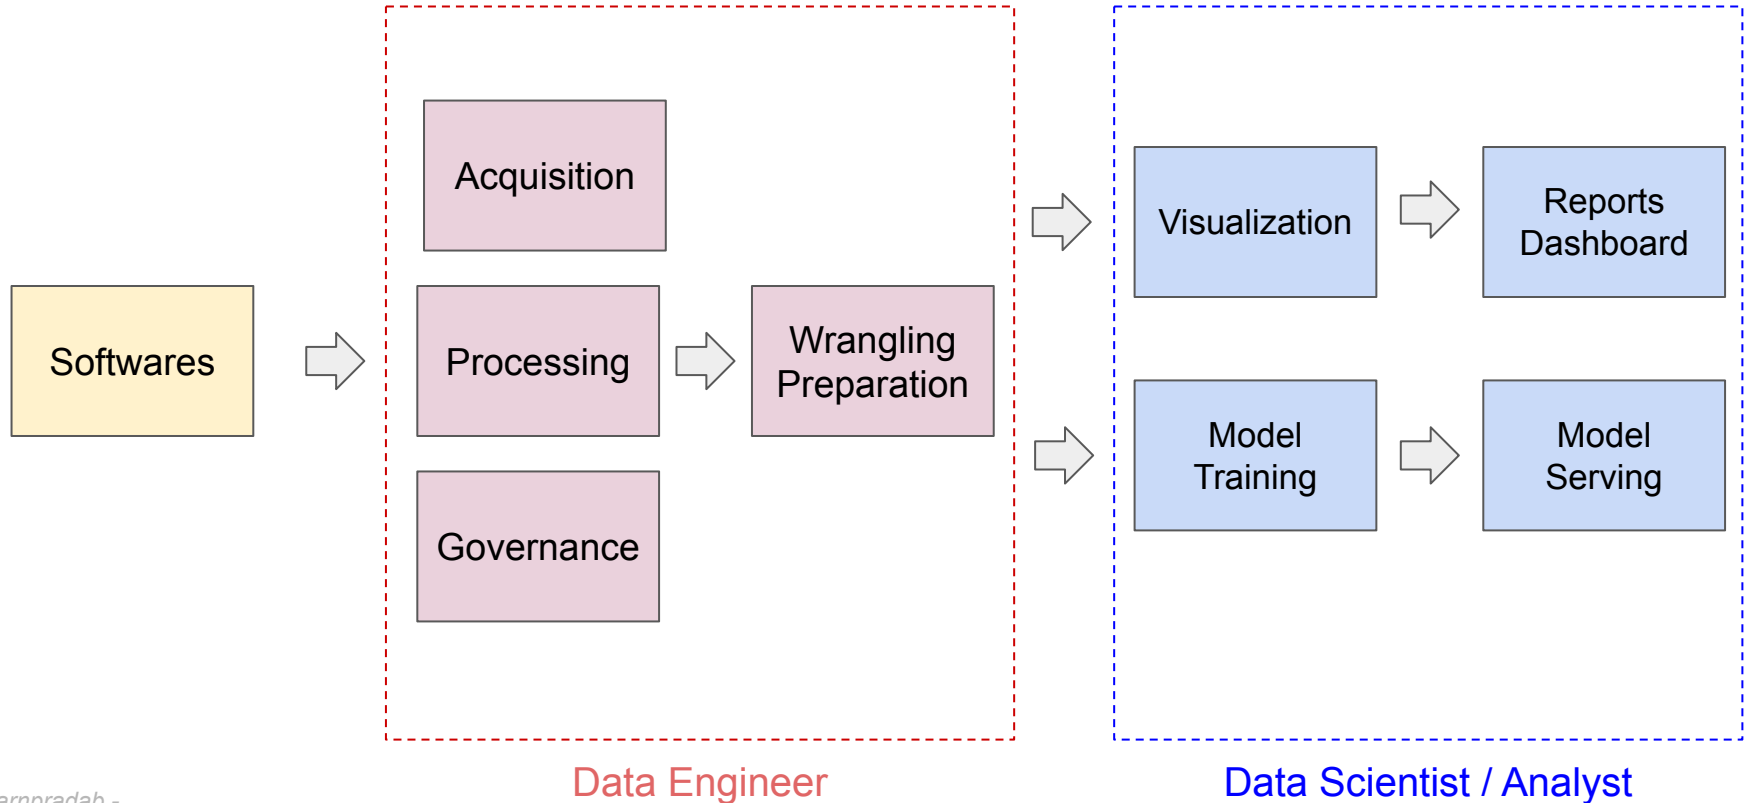 Acquisition
Visualization
Reports
Dashboard
Softwares
Processing
Wrangling
Preparation
Model
Training
Model
Serving
Governance
Data Engineer
Data Scientist / Analyst